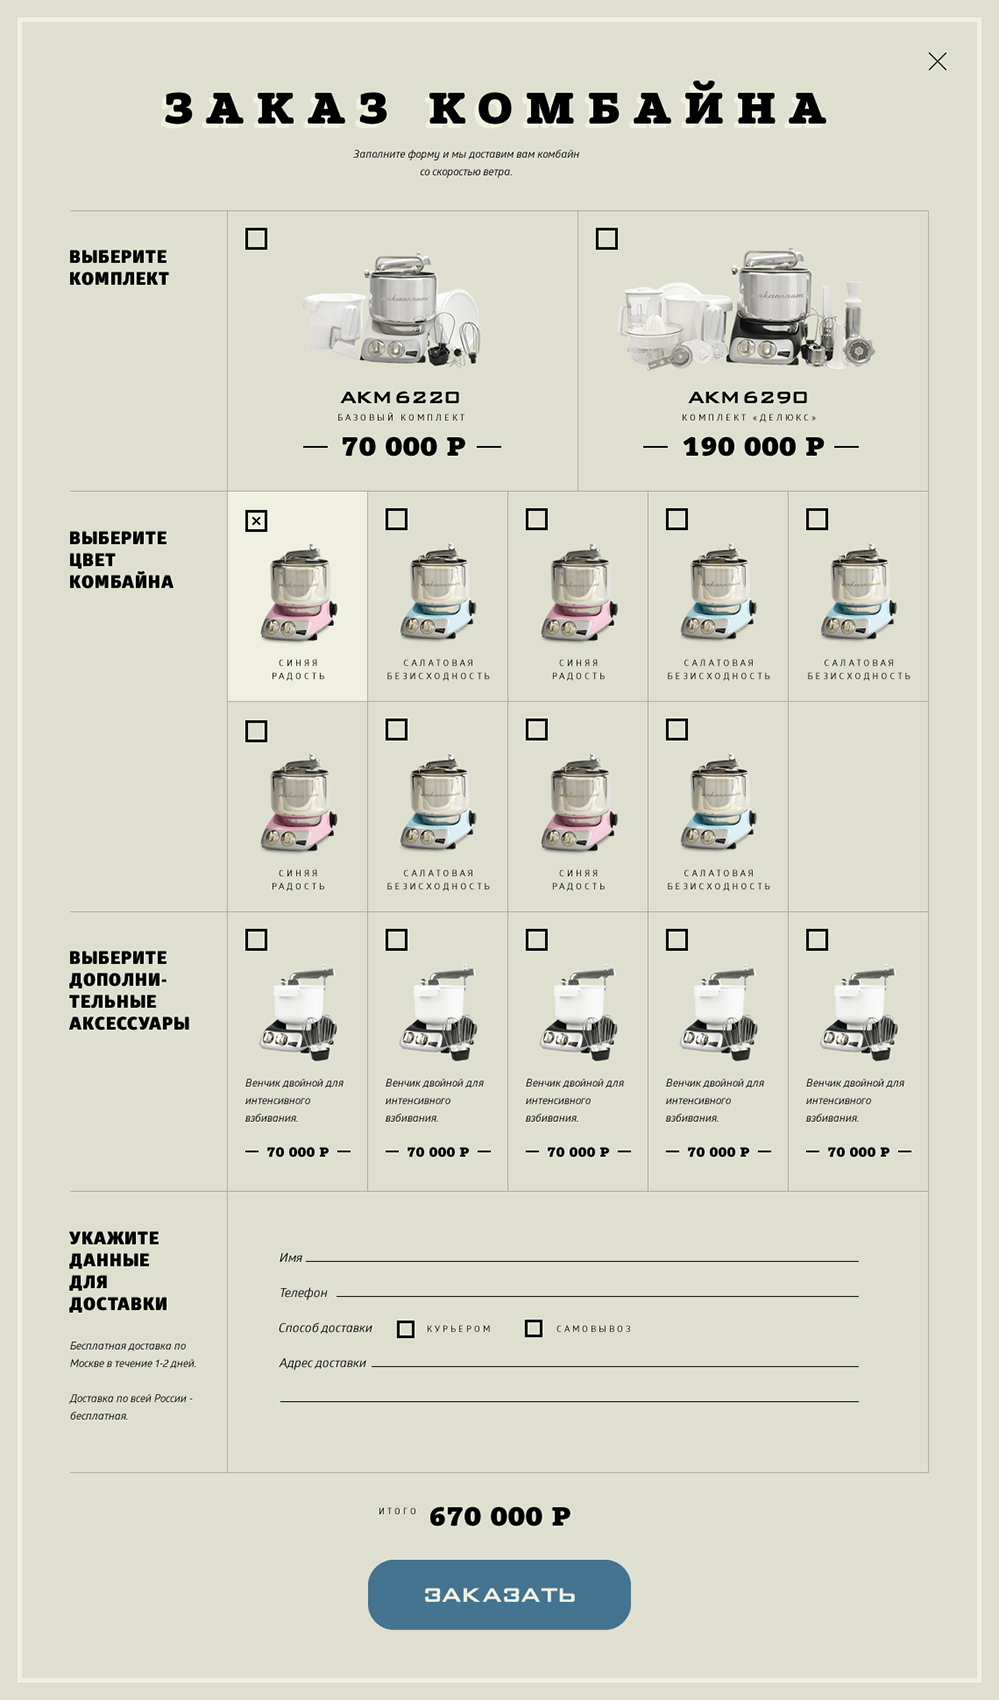 ЗАКАЗ КОМБАЙНА
Заполните форму и мы доставим вам комбайн
со скоростью ветра.
ВЫБЕРИТЕ
КОМПЛЕКТ
AKM 6220
БАЗОВЫЙ КОМПЛЕКТ
— 70 000 Р —
AKM 6290
КОМПЛЕКТ «ДЕЛЮКС»
— 190 000 Р —
ВЫБЕРИТЕ
ЦВЕТ
КОМБАЙНА
СИНЯЯ
РАДОСТЬ
САЛАТОВАЯ
БЕЗИСХОДНОСТЬ
СИНЯЯ
РАДОСТЬ
САЛАТОВАЯ
БЕЗИСХОДНОСТЬ
САЛАТОВАЯ
БЕЗИСХОДНОСТЬ
СИНЯЯ
РАДОСТЬ
САЛАТОВАЯ
БЕЗИСХОДНОСТЬ
СИНЯЯ
РАДОСТЬ
САЛАТОВАЯ
БЕЗИСХОДНОСТЬ
ВЫБЕРИТЕ
ДОПОЛНИ-
ТЕЛЬНЫЕ
АКСЕССУАРЫ
Венчик двойной для
интенсивного
взбивания.
— 70 000 Р —
Венчик двойной для
интенсивного
взбивания.
— 70 000 Р —
Венчик двойной для
интенсивного
взбивания.
— 70 000 Р —
Венчик двойной для
интенсивного
взбивания.
— 70 000 Р —
Венчик двойной для
интенсивного
взбивания.
— 70 000 Р —
УКАЖИТЕ
ДАННЫЕ
ДЛЯ
ДОСТАВКИ
Бесплатная доставка по
Москве в течение 1-2 дней.
Доставка по всей России -
бесплатная.
Имя
Телефон
Способ доставки КУРЬЕРОМ САМОВЫВОЗ
Адрес доставки
ИТОГО 670 000 Р
ЗАКАЗАТЬ